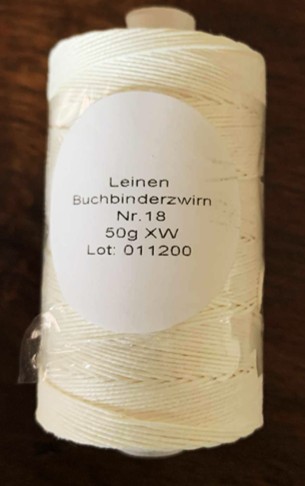 Leinen
Buchbinderzwirn
Nr.18
50g XW
Lot: 011200